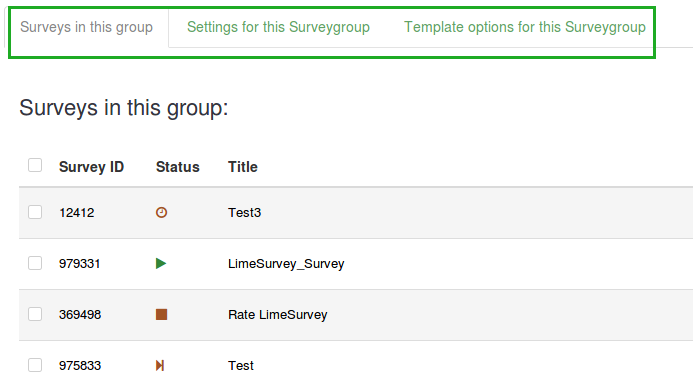 Surveys in this group Settings for this Surveygroup Template options for this Surveygroup
Surveys in this group:
Survey ID Status Title
12412 Test3
979331 LimeSurvey_Survey
369498 Rate LimeSurvey
975833 Test